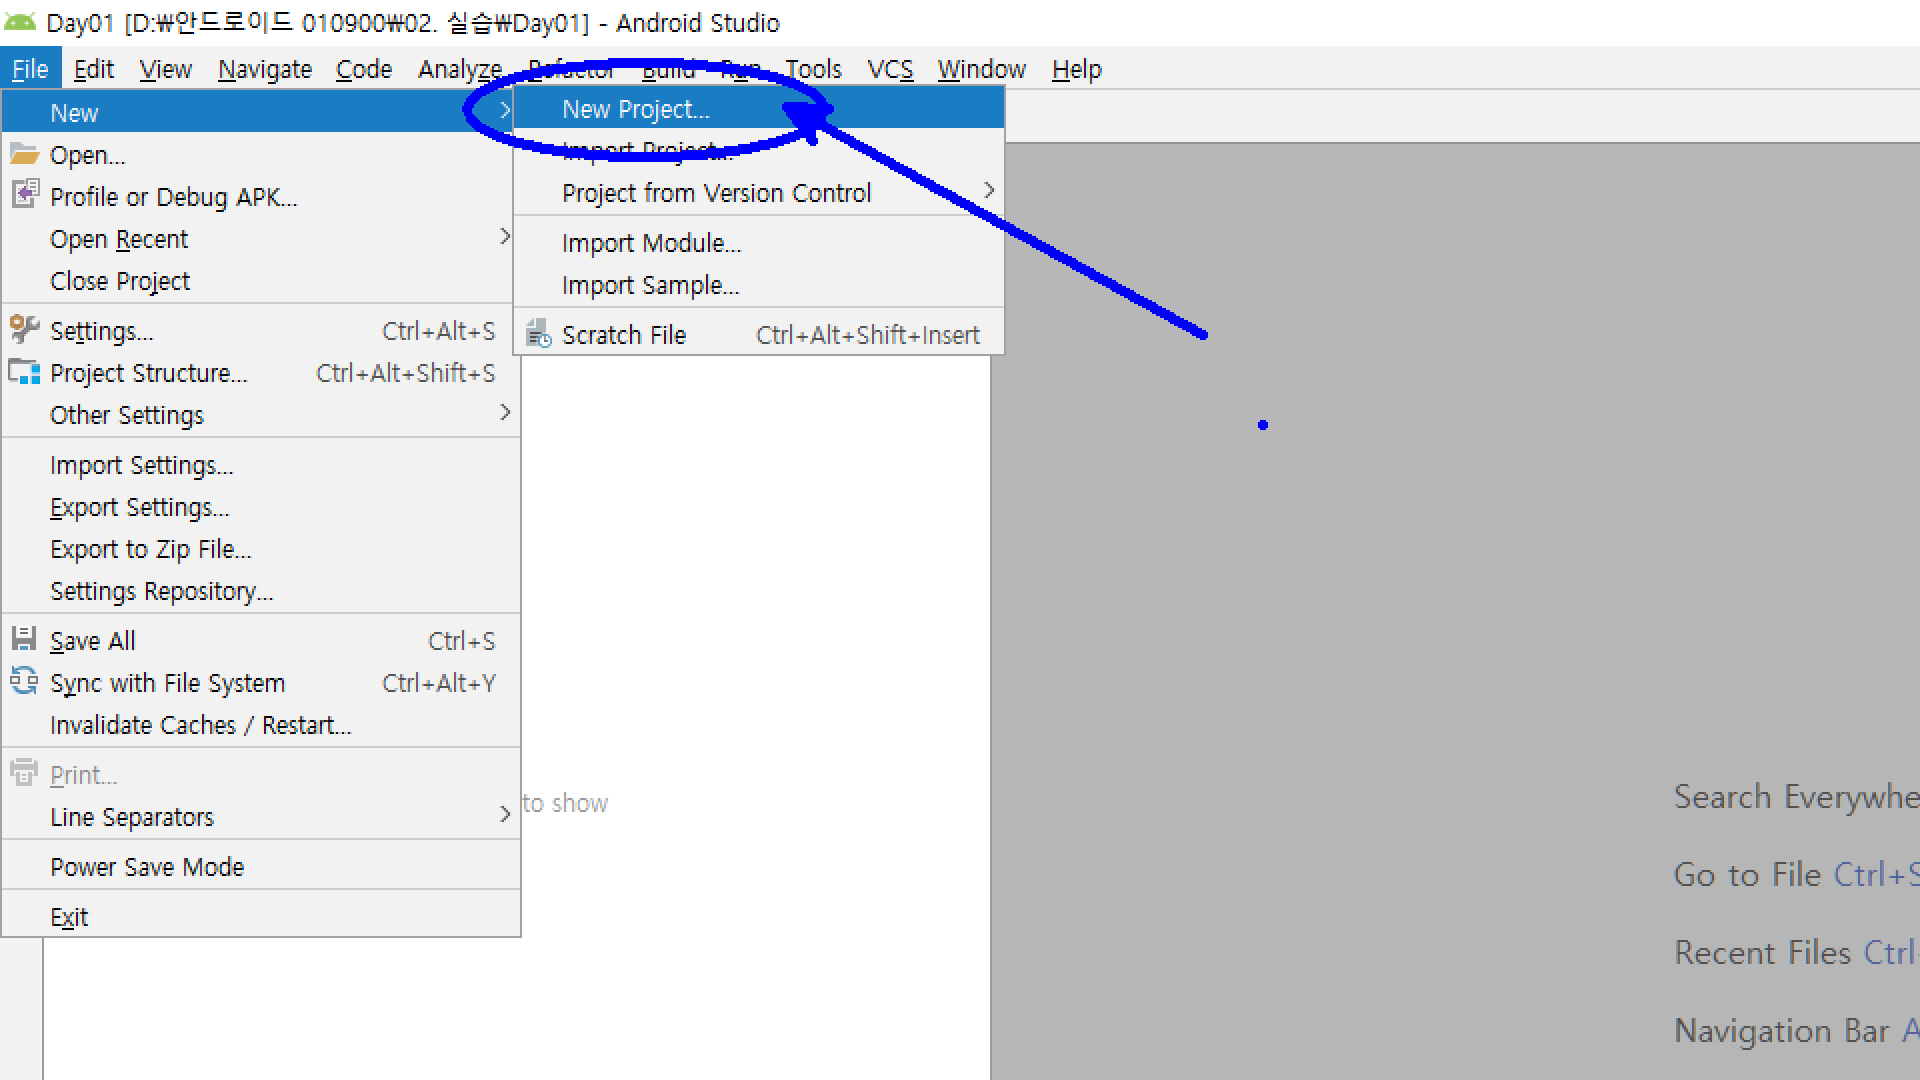 Day01 [D:₩안드로이드 010900₩02. 실습₩Day01] - Android Studio
File Edit View Navigate Code Analyze Refactor Build Run Tools VCS Window Help
New
Open...
Profile or Debug APK...
Open Recent
Close Project
Settings... Ctrl+Alt+S
Project Structure... Ctrl+Alt+Shift+S
Other Settings
Import Settings...
Export Settings...
Export to Zip File...
Settings Repository...
Save All Ctrl+S
Sync with File System Ctrl+Alt+Y
Invalidate Caches / Restart...
Print...
Line Separators
Power Save Mode
Exit
New Project...
Import Project...
Project from Version Control
Import Module...
Import Sample...
Scratch File Ctrl+Alt+Shift+Insert
to show
Search Everywhe
Go to File Ctrl+S
Recent Files Ctrl
Navigation Bar A